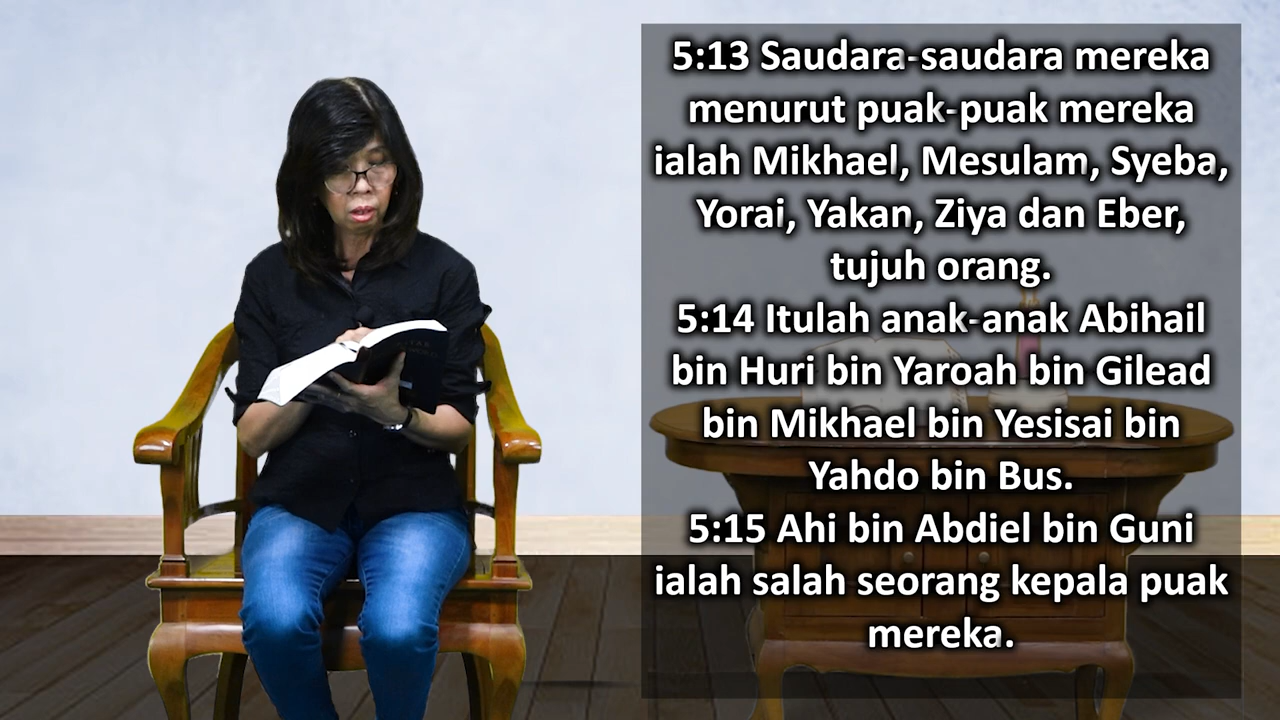 5:13 Saudara-saudara mereka
menurut puak-puak mereka
ialah Mikhael, Mesulam, Syeba,
Yorai, Yakan, Ziya dan Eber,
tujuh orang.
5:14 Itulah anak-anak Abihail
bin Huri bin Yaroah bin Gilead
bin Mikhael bin Yesisai bin
Yahdo bin Bus.
5:15 Ahi bin Abdiel bin Guni
ialah salah seorang kepala puak
mereka.